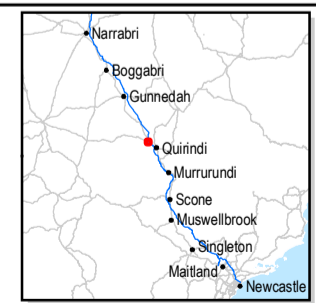 Narrabri
Boggabri
Gunnedah
Quirindi
Murrurundi
Scone
Muswellbrook
Singleton
Maitland
Newcastle